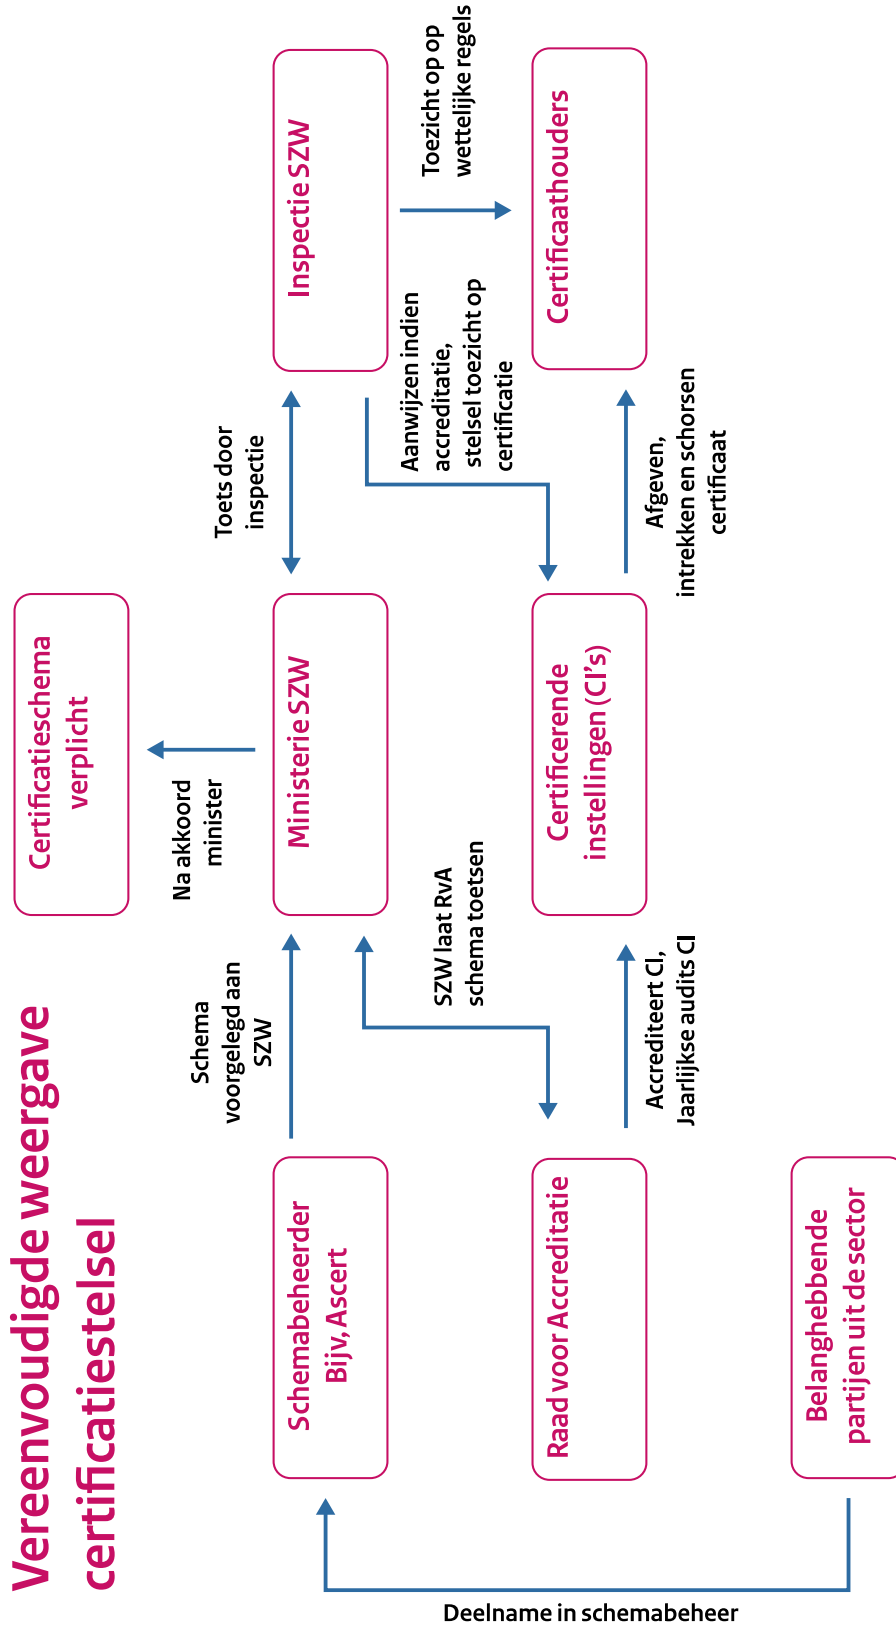 Vereenvoudigde weergave
certificatiestelsel
Certificatieschema
verplicht
Na akkoord
minister
Schemabeheerder
Bijv, Ascert
Schema
voorgelegd aan
SZW
Ministerie SZW
Toets door
inspectie
Inspectie SZW
SZW laat RvA
schema toetsen
Aanwijzen indien
accreditatie,
stelsel toezicht op
certificatie
Toezicht op op
wettelijke regels
Raad voor Accreditatie
Accrediteert CI,
Jaarlijkse audits CI
Certificerende
instellingen (CI's)
Afgeven,
intrekken en schorsen
certificaat
Certificaathouders
Belanghebbende
partijen uit de sector
Deelname in schemabeheer